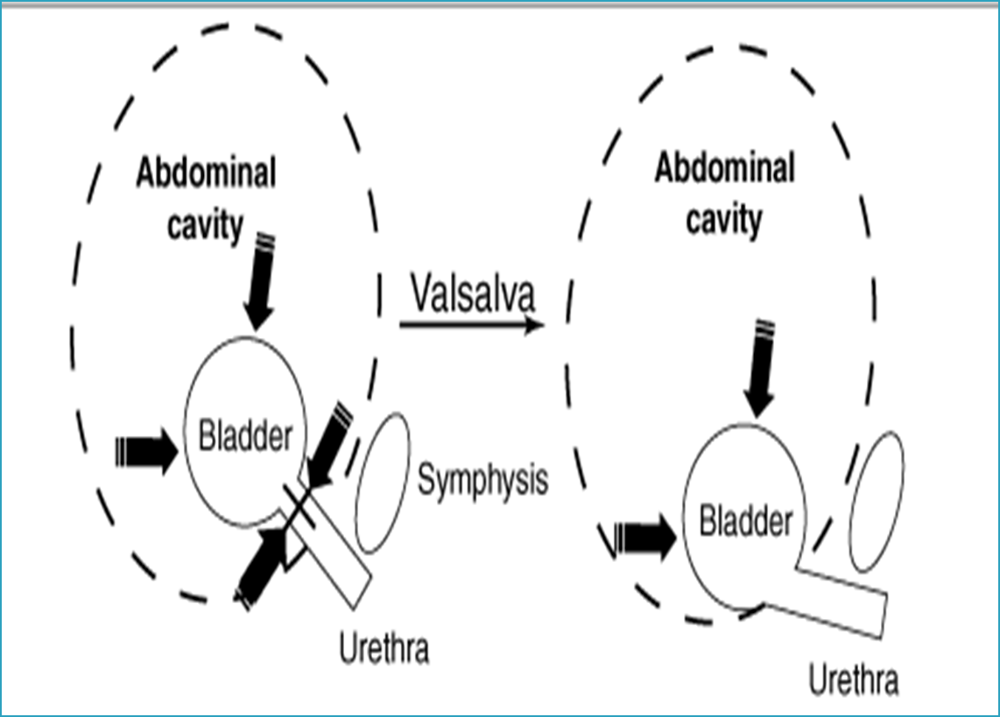 Abdominal
cavity
Bladder
Symphysis
Urethra
Valsalva
Abdominal
cavity
Bladder
Urethra